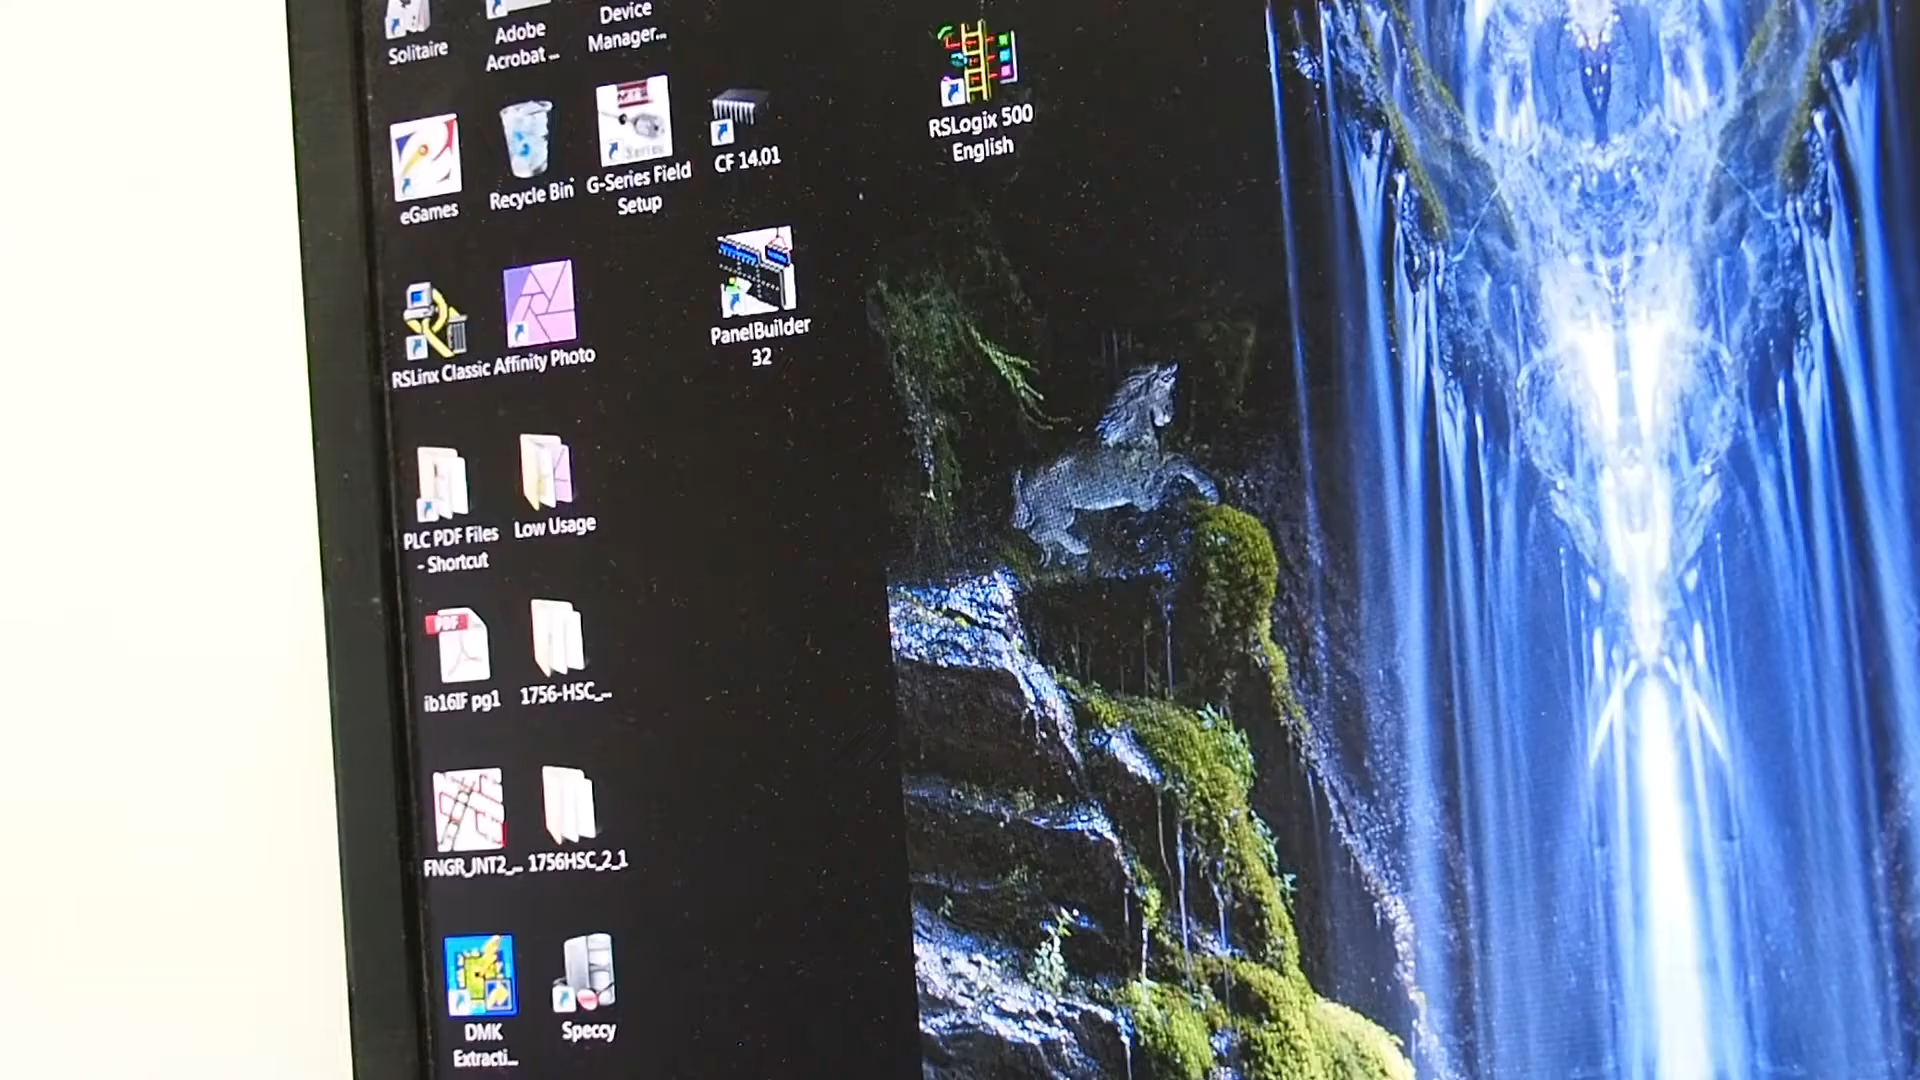 Solitaire
Adobe
Acrobat ...
Device
Manager...
RSLogix 500
English
eGames
Recycle Bin
G-Series Field
Setup
CF 14.01
RSLinx Classic
Affinity Photo
PanelBuilder
32
PLC PDF Files
- Shortcut
Low Usage
PDF
ib16IF pg1
1756-HSC_...
FNGR_INT2_...
1756HSC_2_1
DMK
Extracti...
Speccy